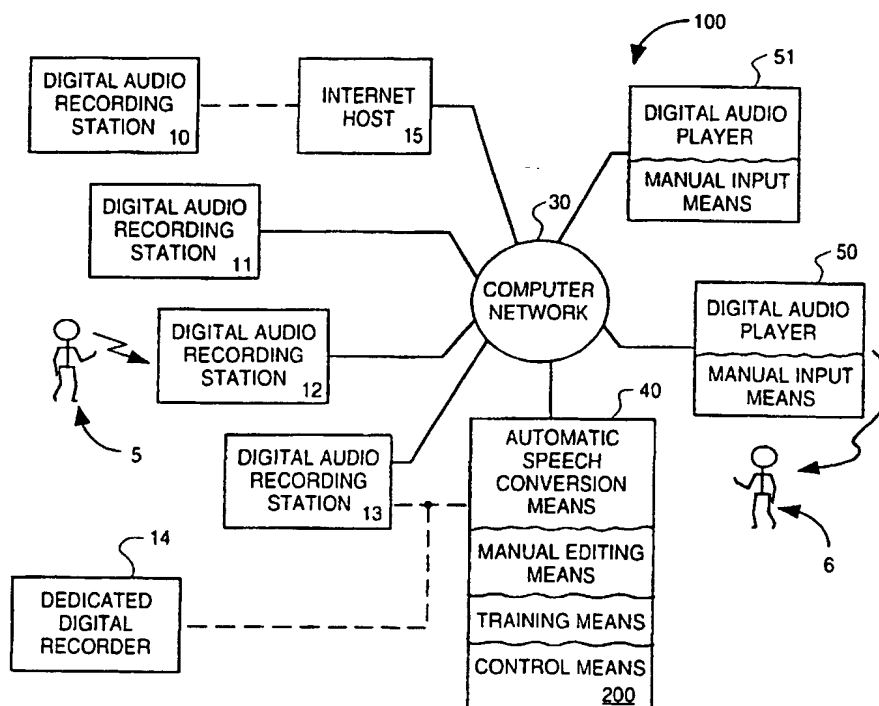 100
DIGITAL AUDIO
RECORDING
STATION 10
INTERNET
HOST 15
51
DIGITAL AUDIO
PLAYER
MANUAL INPUT
MEANS
DIGITAL AUDIO
RECORDING
STATION
11
30
COMPUTER
NETWORK
50
DIGITAL AUDIO
PLAYER
MANUAL INPUT
MEANS
5
DIGITAL AUDIO
RECORDING
STATION
12
40
AUTOMATIC
SPEECH
CONVERSION
MEANS
MANUAL EDITING
MEANS
TRAINING MEANS
CONTROL MEANS
200
DIGITAL AUDIO
RECORDING
STATION 13
6
14
DEDICATED
DIGITAL
RECORDER